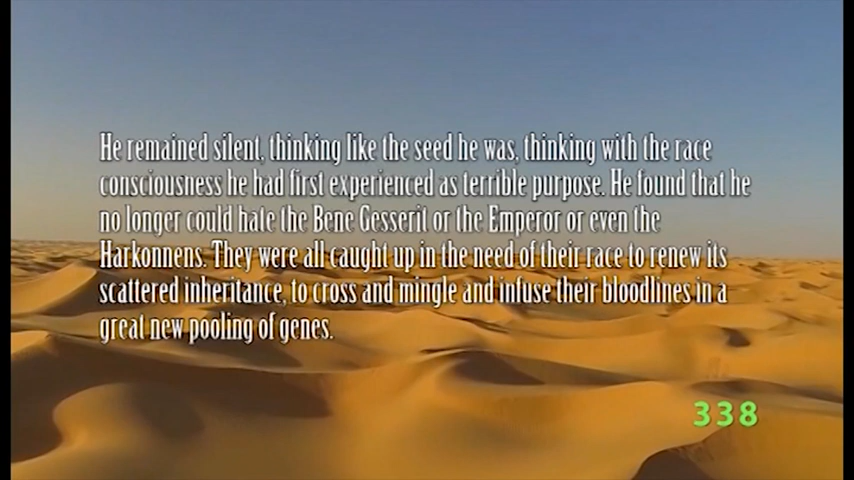 He remained silent, thinking like the seed he was, thinking with the race
consciousness he had first experienced as terrible purpose. He found that he
no longer could hate the Bene Gesserit or the Emperor or even the
Harkonnens. They were all caught up in the need of their race to renew its
scattered inheritance, to cross and mingle and infuse their bloodlines in a
great new pooling of genes.
338